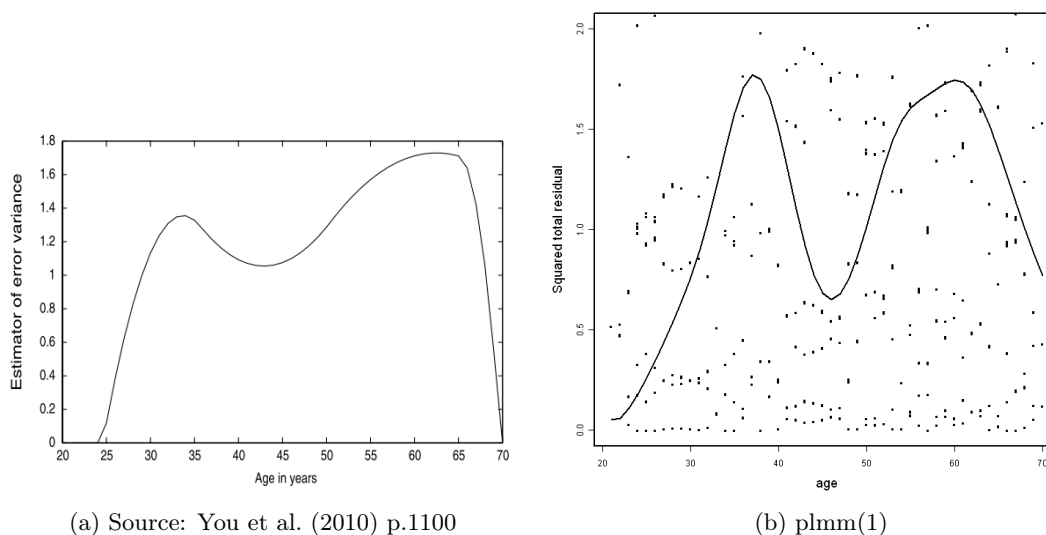 1.8
1.6
1.4
1.2
1
0.8
0.6
0.4
0.2
0
Estimator of error variance
20 25 30 35 40 45 50 55 60 65 70
Age in years
(a) Source: You et al. (2010) p.1100
2.0
1.5
1.0
0.5
0.0
Squared total residual
20 30 40 50 60 70
age
(b) plmm(1)